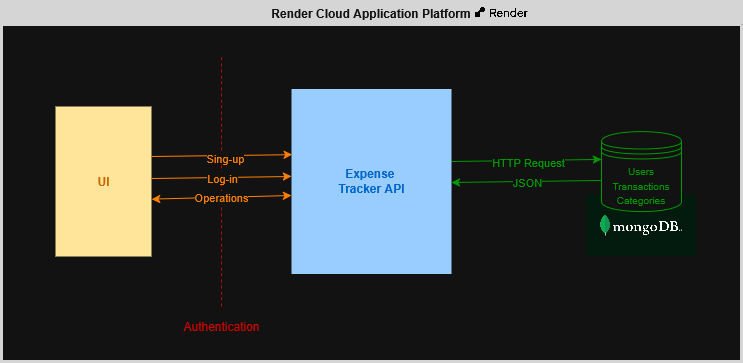 Render Cloud Application Platform Render
UI
Sing-up
Log-in
Operations
Expense
Tracker API
HTTP Request
JSON
Users
Transactions
Categories
mongoDB
Authentication